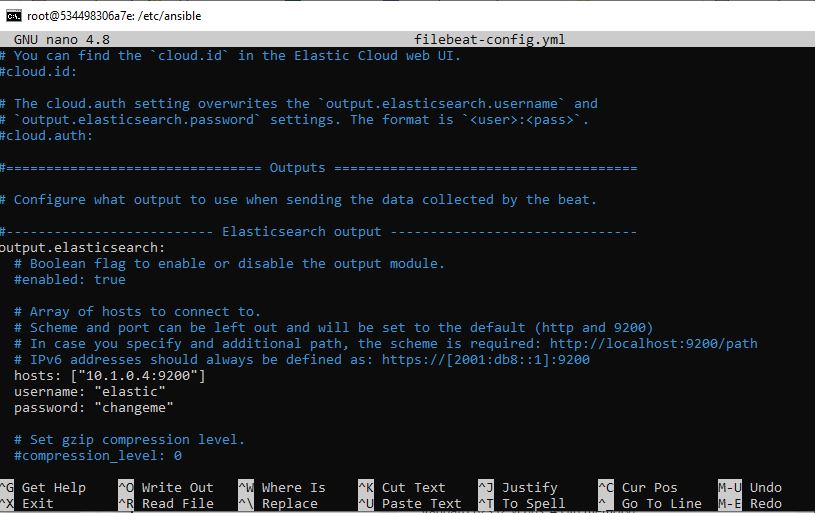 root@534498306a7e: /etc/ansible
GNU nano 4.8 filebeat-config.yml
# You can find the `cloud.id` in the Elastic Cloud web UI.
#cloud.id:
# The cloud.auth setting overwrites the `output.elasticsearch.username` and
# `output.elasticsearch.password` settings. The format is `<user>:<pass>`.
#cloud.auth:
#================================ Outputs ======================================
# Configure what output to use when sending the data collected by the beat.
#-------------------------- Elasticsearch output -------------------------------
output.elasticsearch:
# Boolean flag to enable or disable the output module.
#enabled: true
# Array of hosts to connect to.
# Scheme and port can be left out and will be set to the default (http and 9200)
# In case you specify and additional path, the scheme is required: http://localhost:9200/path
# IPv6 addresses should always be defined as: https://[2001:db8::1]:9200
hosts: ["10.1.0.4:9200"]
username: "elastic"
password: "changeme"
# Set gzip compression level.
#compression_level: 0
^G Get Help ^O Write Out ^W Where Is ^K Cut Text ^J Justify ^C Cur Pos M-U Undo
^X Exit ^R Read File ^\ Replace ^U Paste Text ^T To Spell ^_ Go To Line M-E Redo